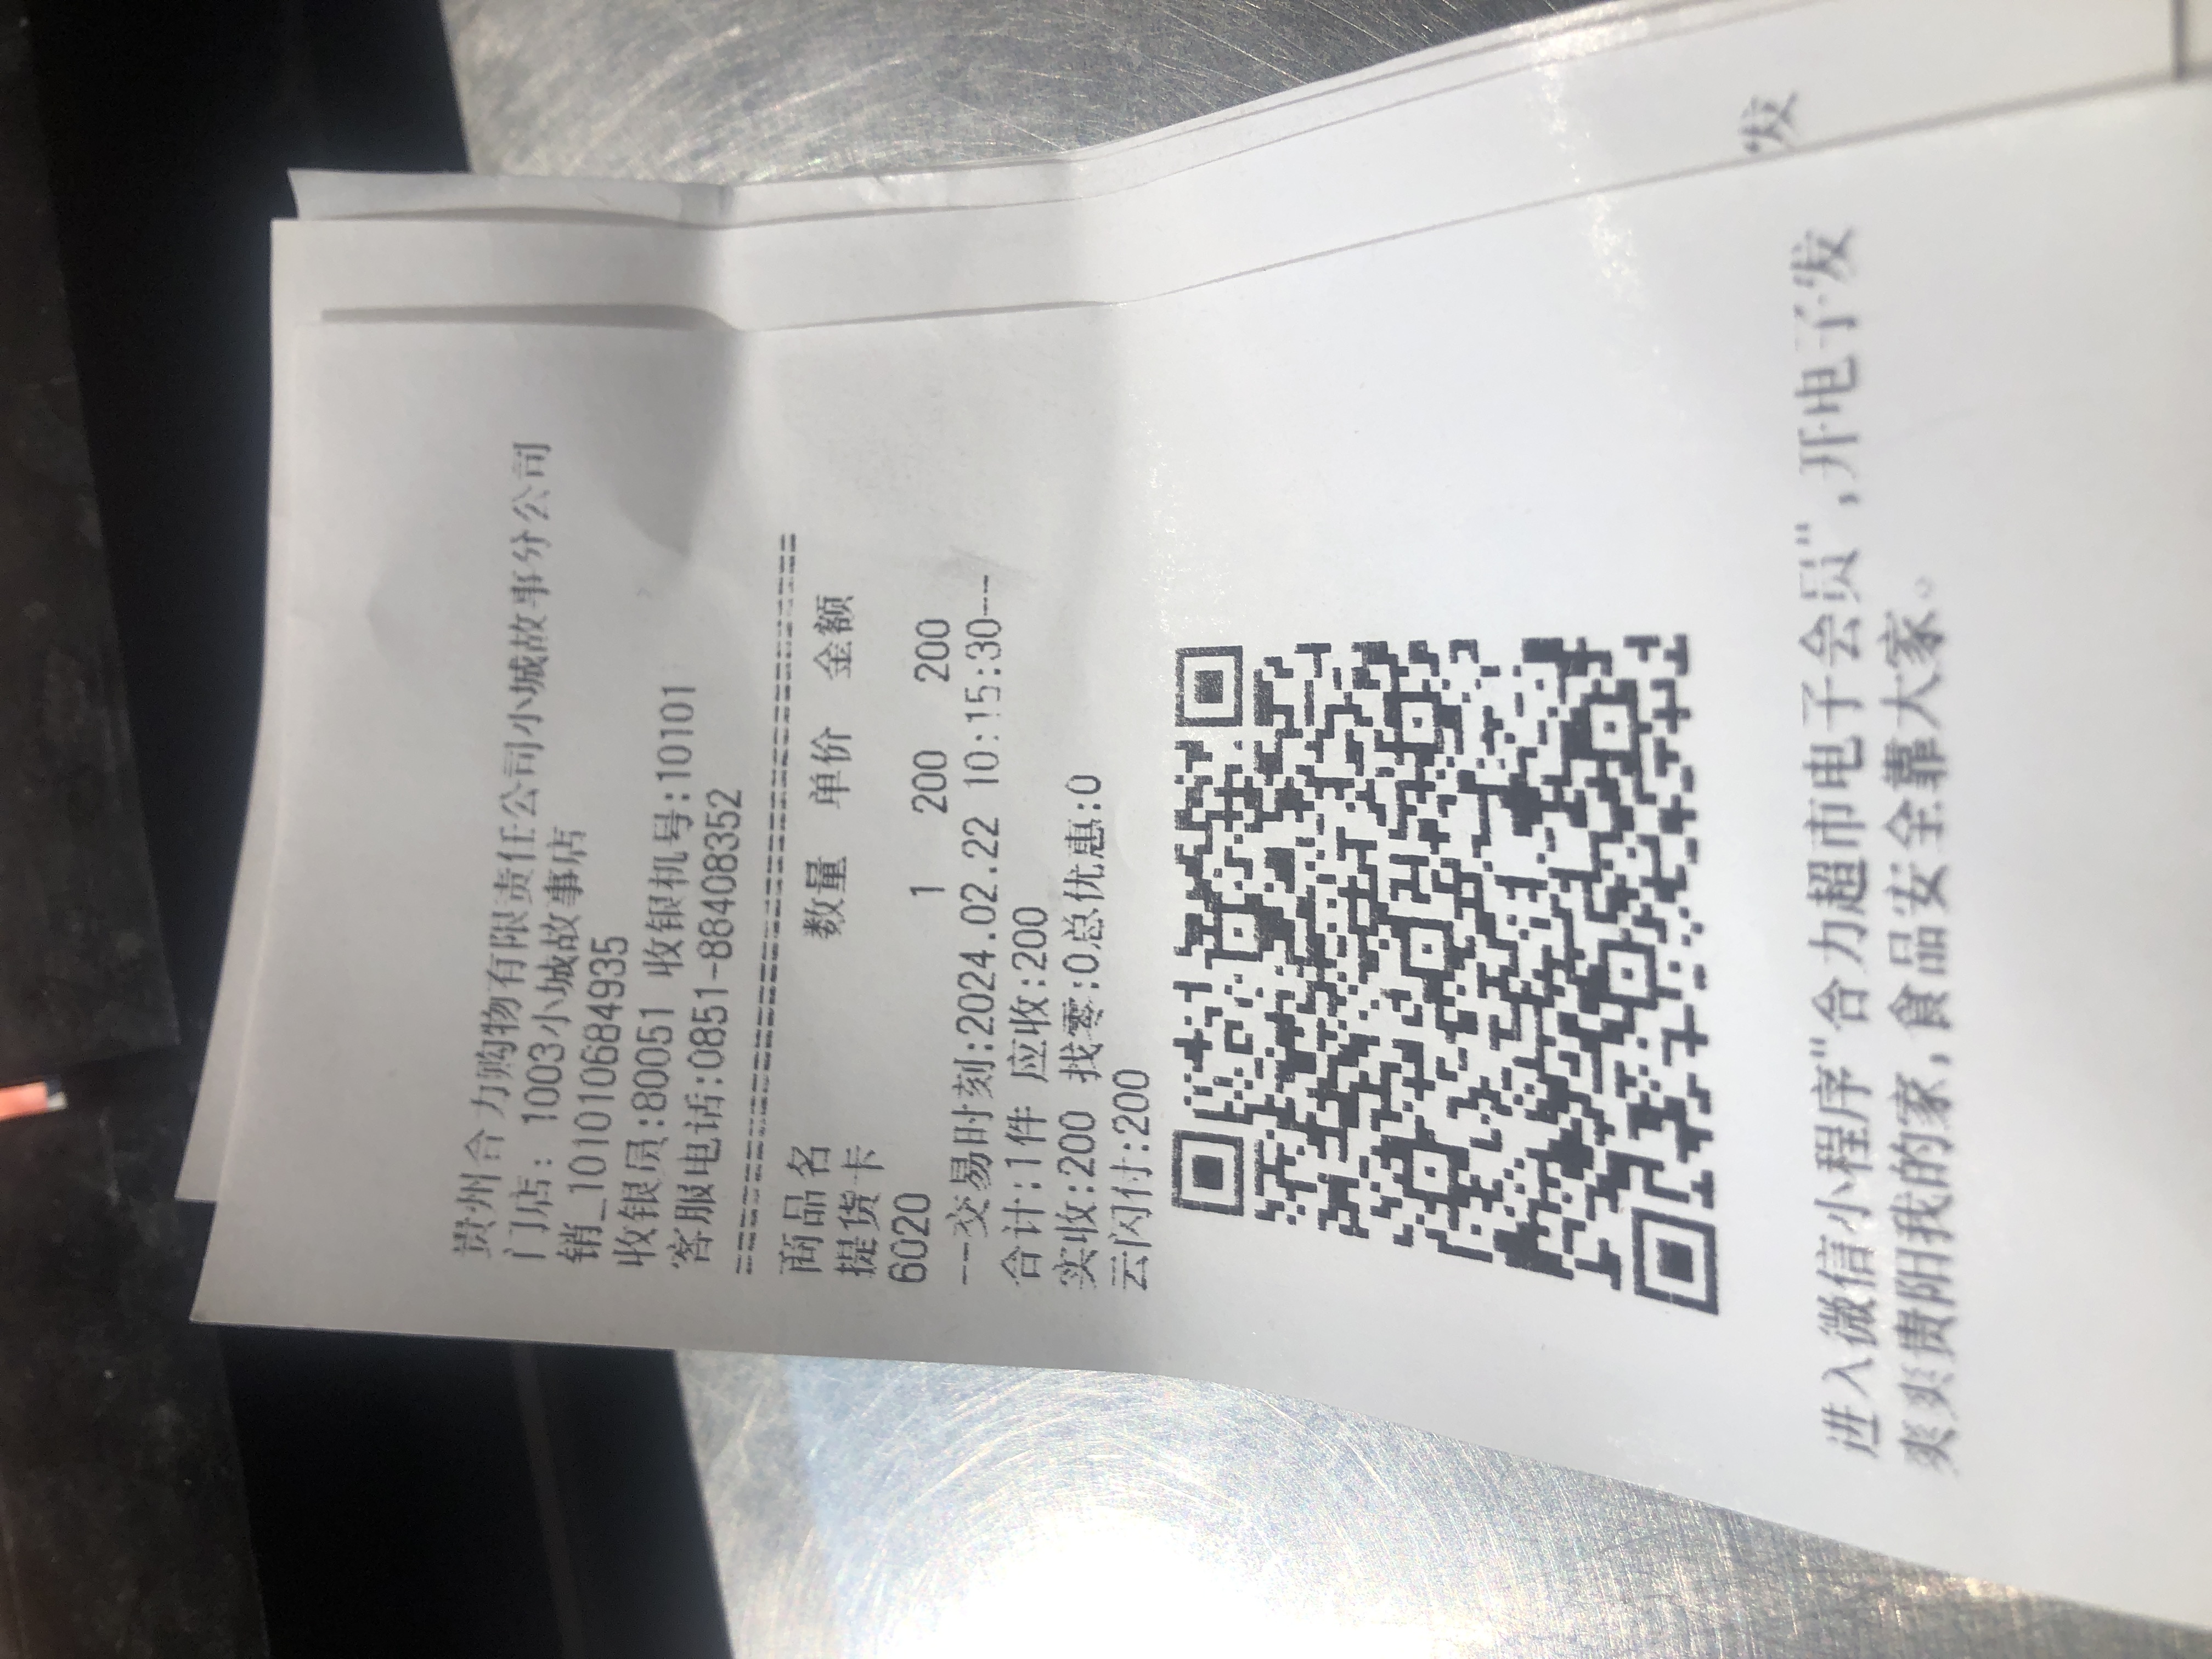 贵州合力购物有限责任公司小城故事分公司
门店: 1003小城故事店
销_1010106849​35
收银员:80051 收银机号:10101
客服电话:0851-88408352
================================
商品名 数量 单价 金额
提货卡
6020 1 200 200
--交易时刻:2024.02.22 10:15:30---
合计:1件 应收:200
实收:200 找零:0总优惠:0
云闪付:200
进入微信小程序"合力超市电子会员",开电子发
爽爽贵阳我的家,食品安全靠大家。
发